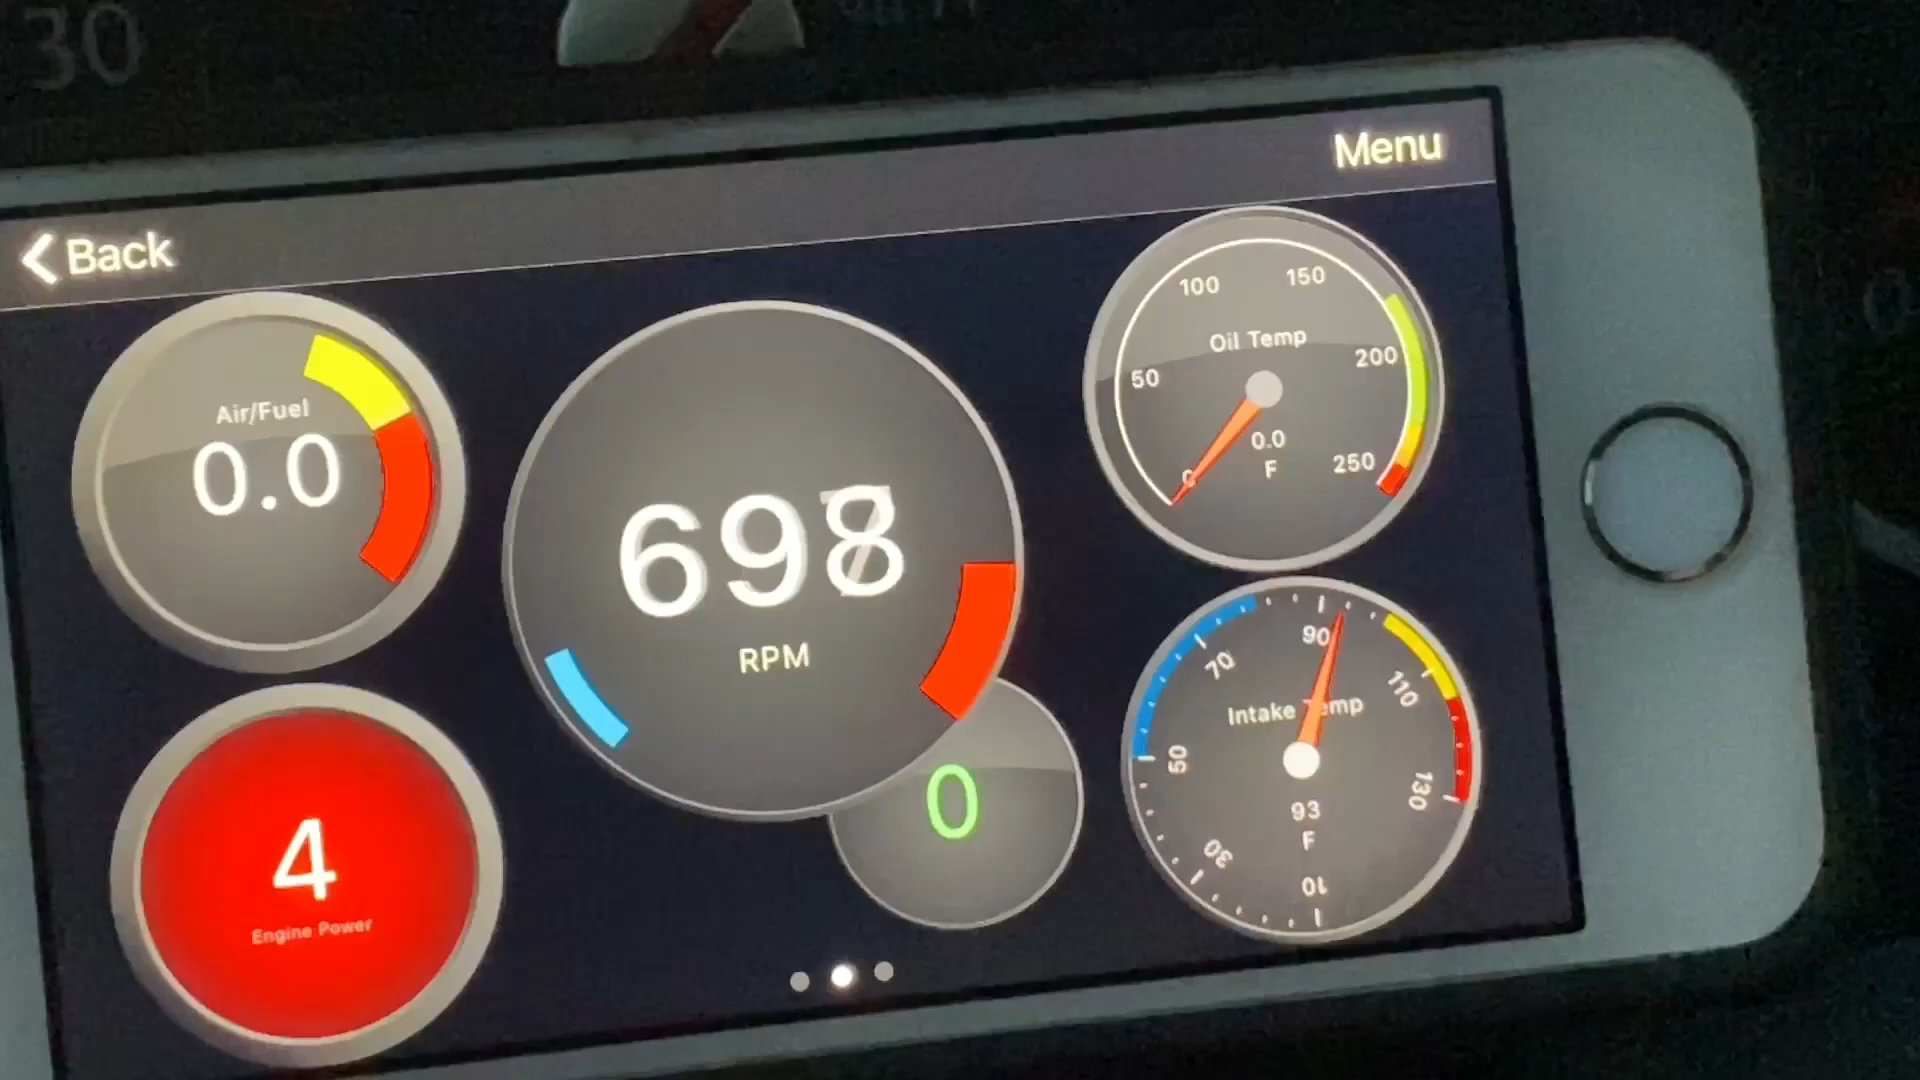 30
Menu
Back
Air/Fuel
0.0
698
RPM
0
4
Engine Power
100
150
Oil Temp
50
200
0.0
F
0
250
90
70
110
Intake Temp
50
130
93
F
30
10